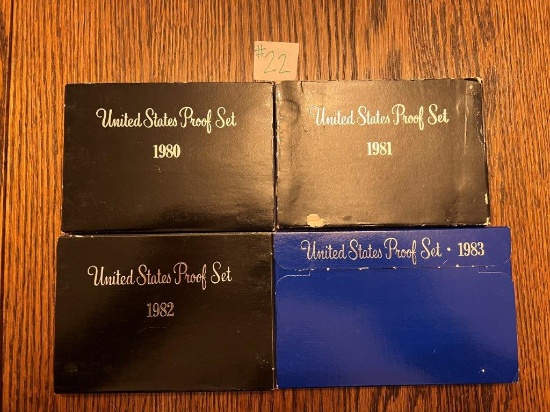 #22
United States Proof Set
1980
United States Proof Set
1981
United States Proof Set
1982
United States Proof Set · 1983